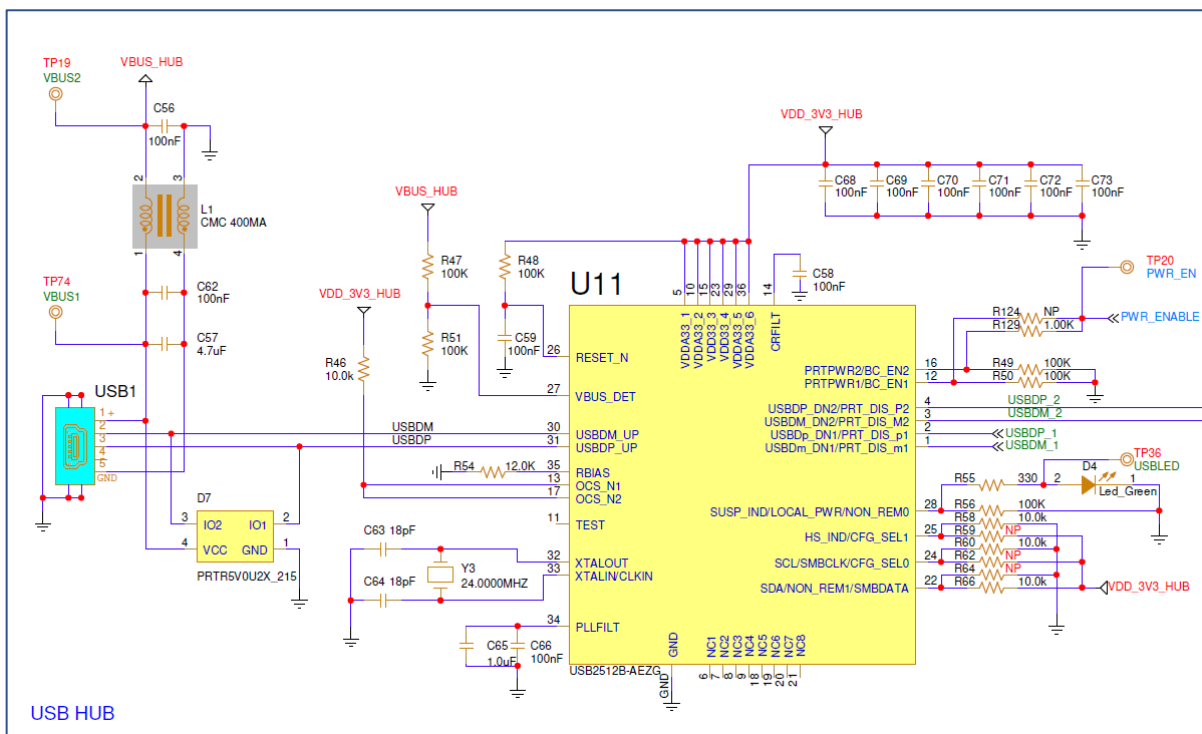 TP19
VBUS2
VBUS_HUB
C56
100nF
2
3
L1
CMC 400MA
1
4
TP74
VBUS1
C62
100nF
C57
4.7uF
USB1
1 +
2
3
4
5
GND
D7
3 IO2 IO1 2
4 VCC GND 1
PRTR5V0U2X_215
VBUS_HUB
R47
100K
R48
100K
VDD_3V3_HUB
R51
100K
C59
100nF
R46
10.0k
USBDM
USBDP
R54 12.0K
C63 18pF
C64 18pF
Y3
24.0000MHZ
C65
1.0uF
C66
100nF
VDD_3V3_HUB
C68
100nF
C69
100nF
C70
100nF
C71
100nF
C72
100nF
C73
100nF
C58
100nF
U11
5 10 15 23 29 36 14
VDDA33_1
VDDA33_2
VDD33_3
VDD33_4
VDDA33_5
VDDA33_6
CRFILT
26 RESET_N
27 VBUS_DET
30 USBDM_UP
31 USBDP_UP
35 RBIAS
13 OCS_N1
17 OCS_N2
11 TEST
32 XTALOUT
33 XTALIN/CLKIN
34 PLLFILT
PRTPWR2/BC_EN2 16
PRTPWR1/BC_EN1 12
USBDP_DN2/PRT_DIS_P2 4
USBDM_DN2/PRT_DIS_M2 3
USBDp_DN1/PRT_DIS_p1 2
USBDm_DN1/PRT_DIS_m1 1
SUSP_IND/LOCAL_PWR/NON_REM0 28
HS_IND/CFG_SEL1 25
SCL/SMBCLK/CFG_SEL0 24
SDA/NON_REM1/SMBDATA 22
GND
NC1
NC2
NC3
NC4
NC5
NC6
NC7
NC8
GND
6
7
8
9
18
19
20
21
USB2512B-AEZG
TP20
PWR_EN
R124 NP
R129 1.00K
PWR_ENABLE
R49 100K
R50 100K
USBDP_2
USBDM_2
USBDP_1
USBDM_1
TP36
USBLED
R55 330
2 D4 1
Led_Green
R56 100K
R58 10.0k
R59 NP
R60 10.0k
R62 NP
R64 NP
R66 10.0k
VDD_3V3_HUB
USB HUB